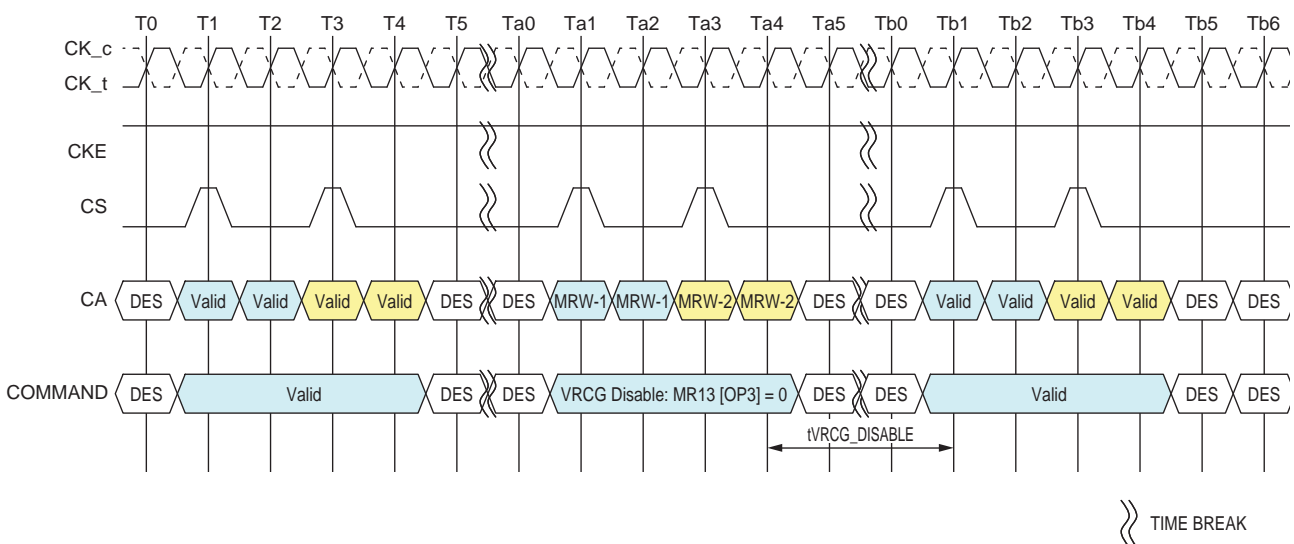 T0 T1 T2 T3 T4 T5 Ta0 Ta1 Ta2 Ta3 Ta4 Ta5 Tb0 Tb1 Tb2 Tb3 Tb4 Tb5 Tb6
CK_c
CK_t
CKE
CS
CA DES Valid Valid Valid Valid DES DES MRW-1 MRW-1 MRW-2 MRW-2 DES DES Valid Valid Valid Valid DES DES
COMMAND DES Valid DES DES VRCG Disable: MR13 [OP3] = 0 DES DES Valid DES DES
tVRCG_DISABLE
TIME BREAK